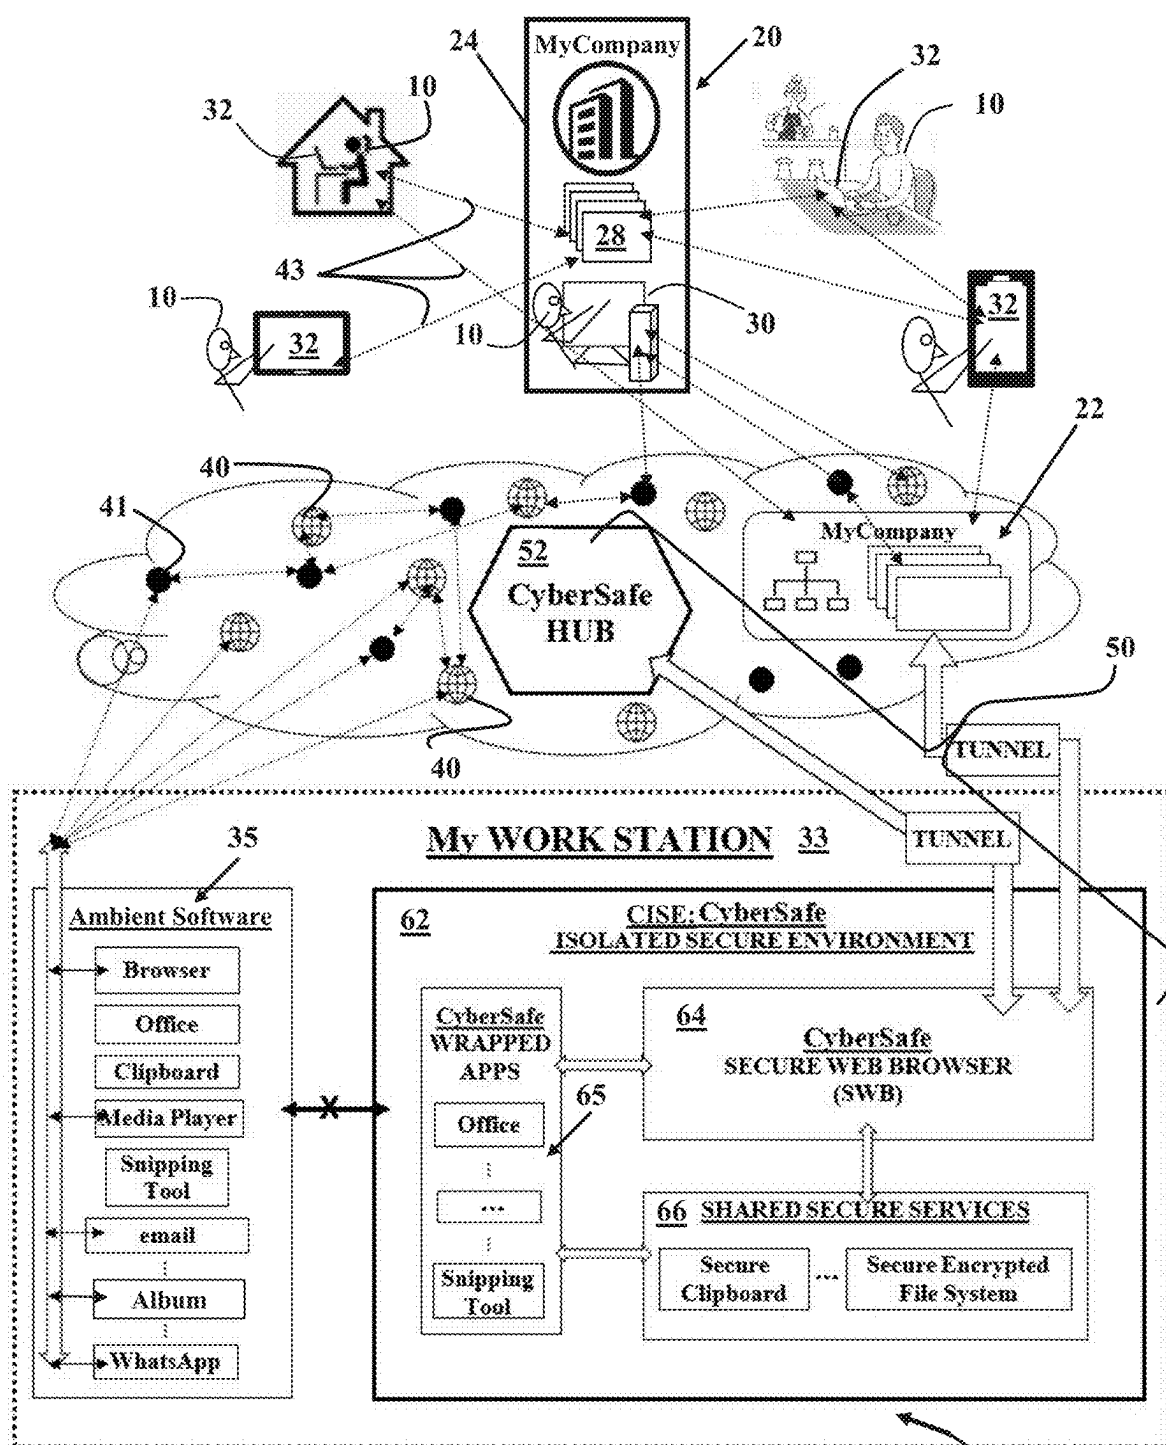 24
MyCompany
20
32
10
32
10
28
43
10
32
10
30
32
22
40
41
52
CyberSafe
HUB
MyCompany
50
40
TUNNEL
My WORK STATION 33
TUNNEL
35
Ambient Software
Browser
Office
Clipboard
Media Player
Snipping
Tool
email
Album
WhatsApp
X
62
CISE: CyberSafe
ISOLATED SECURE ENVIRONMENT
CyberSafe
WRAPPED
APPS
65
Office
...
Snipping
Tool
64
CyberSafe
SECURE WEB BROWSER
(SWB)
66 SHARED SECURE SERVICES
Secure
Clipboard
...
Secure Encrypted
File System